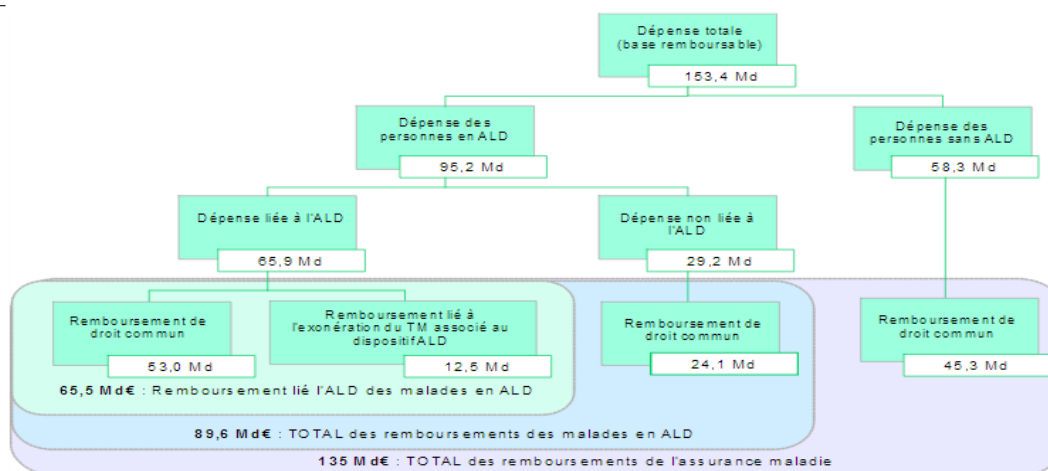 Dépense totale
(base remboursable)
153,4 Md
Dépense des
personnes en ALD
95,2 Md
Dépense des
personnes sans ALD
58,3 Md
Dépense liée à l'ALD
65,9 Md
Dépense non liée à
l'ALD
29,2 Md
Remboursement de
droit commun
53,0 Md
Remboursement lié à
l'exonération du TM associé au
dispositif ALD
12,5 Md
Remboursement de
droit commun
24,1 Md
Remboursement de
droit commun
45,3 Md
65,5 Md€ : Remboursement lié l'ALD des malades en ALD
89,6 Md€ : TOTAL des remboursements des malades en ALD
135 Md€ : TOTAL des remboursements de l'assurance maladie